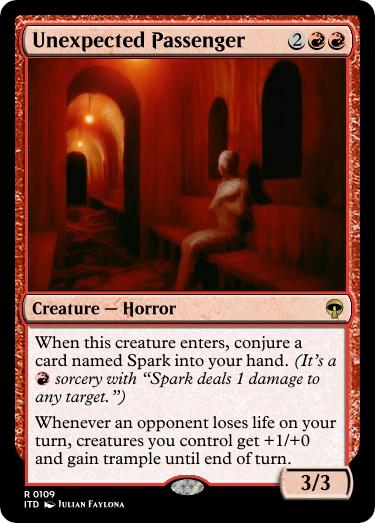 Unexpected Passenger 2
Creature — Horror
When this creature enters, conjure a
card named Spark into your hand. (It's a
sorcery with “Spark deals 1 damage to
any target.”)
Whenever an opponent loses life on your
turn, creatures you control get +1/+0
and gain trample until end of turn.
3/3
R 0109
ITD Julian Faylona